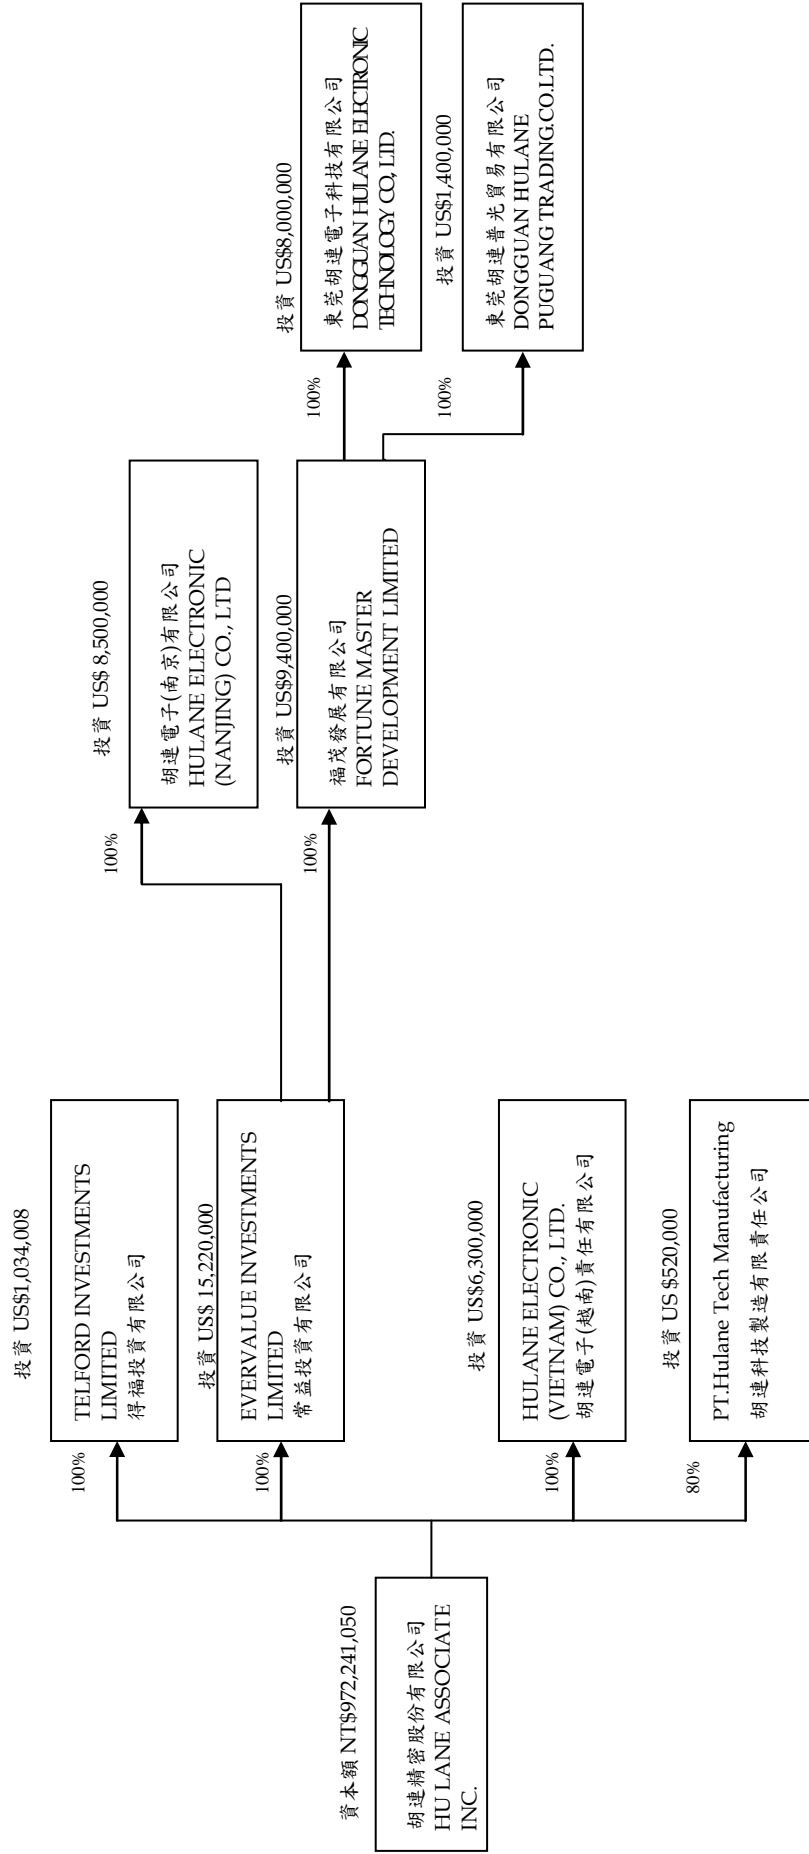 資本額 NT$972,241,050
胡連精密股份有限公司
HU LANE ASSOCIATE
INC.
100%
投資 US$1,034,008
TELFORD INVESTMENTS
LIMITED
得福投資有限公司
100%
投資 US$ 15,220,000
EVERVALUE INVESTMENTS
LIMITED
常益投資有限公司
100%
投資 US$6,300,000
HULANE ELECTRONIC
(VIETNAM) CO., LTD.
胡連電子(越南)責任有限公司
80%
投資 US $520,000
PT.Hulane Tech Manufacturing
胡連科技製造有限責任公司
100%
投資 US$ 8,500,000
胡連電子(南京)有限公司
HULANE ELECTRONIC
(NANJING) CO., LTD
100%
投資 US$9,400,000
福茂發展有限公司
FORTUNE MASTER
DEVELOPMENT LIMITED
100%
投資 US$8,000,000
東莞胡連電子科技有限公司
DONGGUAN HULANE ELECTRONIC
TECHNOLOGY CO., LTD.
100%
投資 US$1,400,000
東莞胡連普光貿易有限公司
DONGGUAN HULANE
PUGUANG TRADING.CO.LTD.